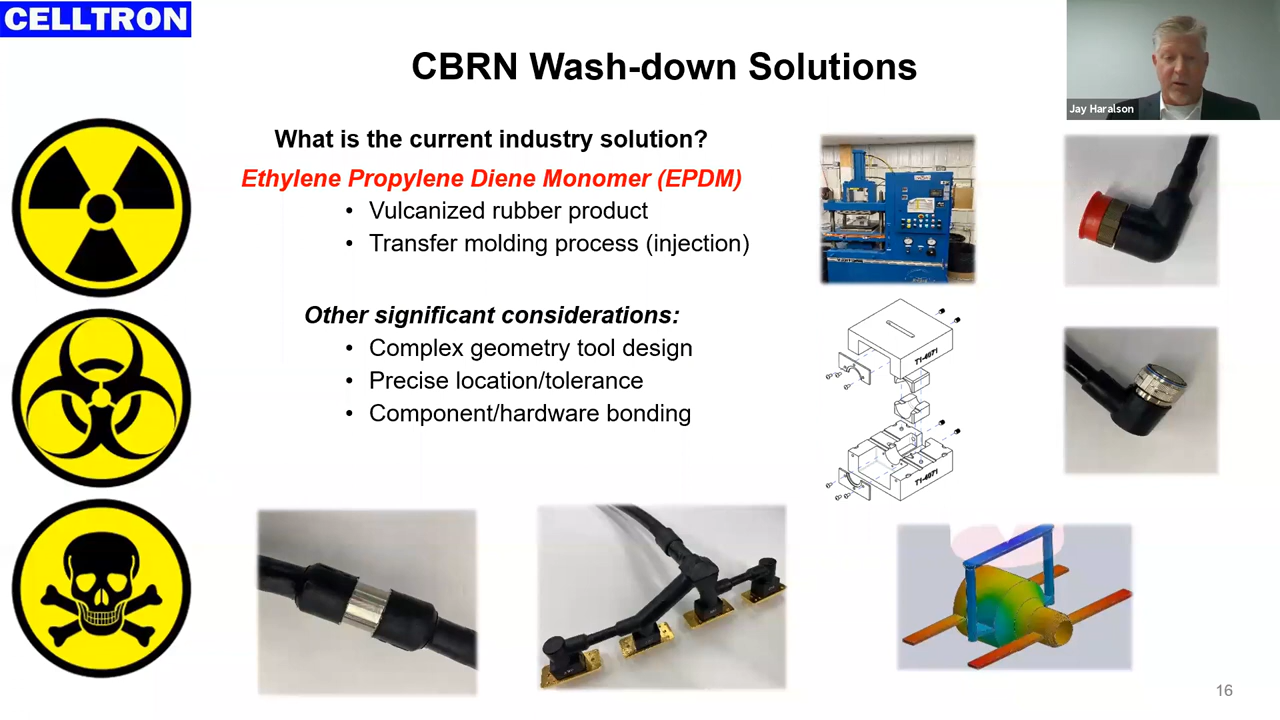 CELLTRON
CBRN Wash-down Solutions
Jay Haralson
What is the current industry solution?
Ethylene Propylene Diene Monomer (EPDM)
• Vulcanized rubber product
• Transfer molding process (injection)
Other significant considerations:
• Complex geometry tool design
• Precise location/tolerance
• Component/hardware bonding
T1-4071
T1-4071
16